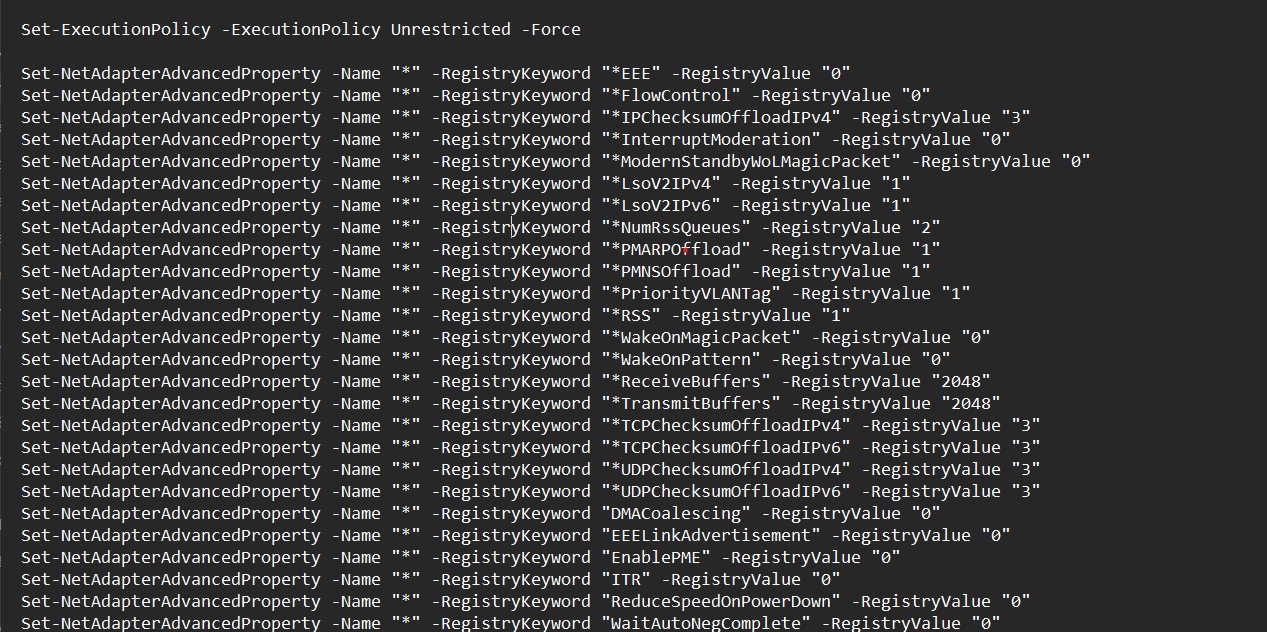 Set-ExecutionPolicy -ExecutionPolicy Unrestricted -Force
Set-NetAdapterAdvancedProperty -Name "*" -RegistryKeyword "*EEE" -RegistryValue "0"
Set-NetAdapterAdvancedProperty -Name "*" -RegistryKeyword "*FlowControl" -RegistryValue "0"
Set-NetAdapterAdvancedProperty -Name "*" -RegistryKeyword "*IPChecksumOffloadIPv4" -RegistryValue "3"
Set-NetAdapterAdvancedProperty -Name "*" -RegistryKeyword "*InterruptModeration" -RegistryValue "0"
Set-NetAdapterAdvancedProperty -Name "*" -RegistryKeyword "*ModernStandbyWoLMagicPacket" -RegistryValue "0"
Set-NetAdapterAdvancedProperty -Name "*" -RegistryKeyword "*LsoV2IPv4" -RegistryValue "1"
Set-NetAdapterAdvancedProperty -Name "*" -RegistryKeyword "*LsoV2IPv6" -RegistryValue "1"
Set-NetAdapterAdvancedProperty -Name "*" -RegistryKeyword "*NumRssQueues" -RegistryValue "2"
Set-NetAdapterAdvancedProperty -Name "*" -RegistryKeyword "*PMARPOffload" -RegistryValue "1"
Set-NetAdapterAdvancedProperty -Name "*" -RegistryKeyword "*PMNSOffload" -RegistryValue "1"
Set-NetAdapterAdvancedProperty -Name "*" -RegistryKeyword "*PriorityVLANTag" -RegistryValue "1"
Set-NetAdapterAdvancedProperty -Name "*" -RegistryKeyword "*RSS" -RegistryValue "1"
Set-NetAdapterAdvancedProperty -Name "*" -RegistryKeyword "*WakeOnMagicPacket" -RegistryValue "0"
Set-NetAdapterAdvancedProperty -Name "*" -RegistryKeyword "*WakeOnPattern" -RegistryValue "0"
Set-NetAdapterAdvancedProperty -Name "*" -RegistryKeyword "*ReceiveBuffers" -RegistryValue "2048"
Set-NetAdapterAdvancedProperty -Name "*" -RegistryKeyword "*TransmitBuffers" -RegistryValue "2048"
Set-NetAdapterAdvancedProperty -Name "*" -RegistryKeyword "*TCPChecksumOffloadIPv4" -RegistryValue "3"
Set-NetAdapterAdvancedProperty -Name "*" -RegistryKeyword "*TCPChecksumOffloadIPv6" -RegistryValue "3"
Set-NetAdapterAdvancedProperty -Name "*" -RegistryKeyword "*UDPChecksumOffloadIPv4" -RegistryValue "3"
Set-NetAdapterAdvancedProperty -Name "*" -RegistryKeyword "*UDPChecksumOffloadIPv6" -RegistryValue "3"
Set-NetAdapterAdvancedProperty -Name "*" -RegistryKeyword "DMACoalescing" -RegistryValue "0"
Set-NetAdapterAdvancedProperty -Name "*" -RegistryKeyword "EEELinkAdvertisement" -RegistryValue "0"
Set-NetAdapterAdvancedProperty -Name "*" -RegistryKeyword "EnablePME" -RegistryValue "0"
Set-NetAdapterAdvancedProperty -Name "*" -RegistryKeyword "ITR" -RegistryValue "0"
Set-NetAdapterAdvancedProperty -Name "*" -RegistryKeyword "ReduceSpeedOnPowerDown" -RegistryValue "0"
Set-NetAdapterAdvancedProperty -Name "*" -RegistryKeyword "WaitAutoNegComplete" -RegistryValue "0"